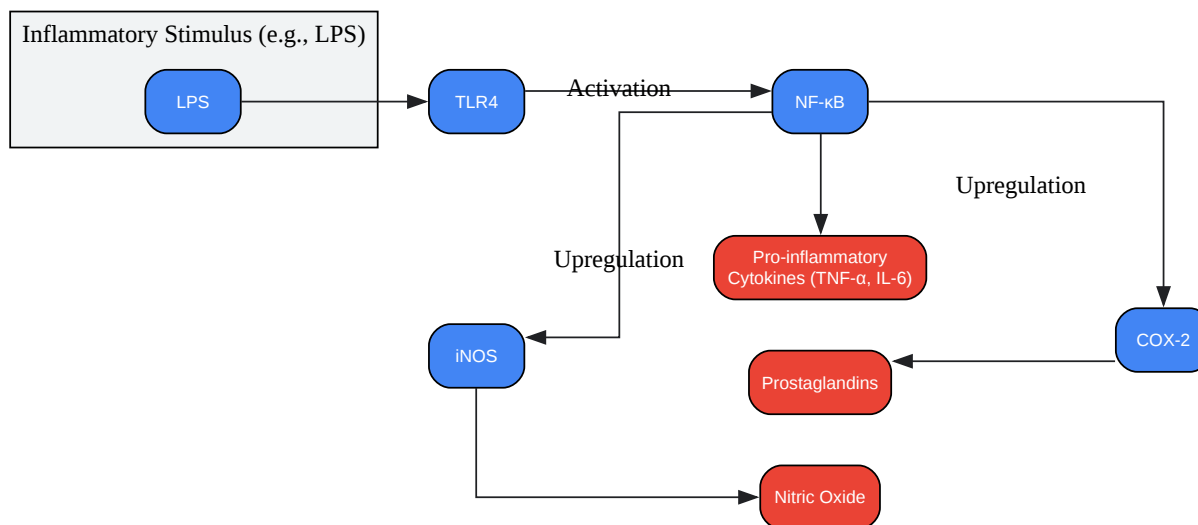 Inflammatory Stimulus (e.g., LPS)
LPS
TLR4
Activation
NF-κB
Upregulation
Upregulation
Pro-inflammatory
Cytokines (TNF-α, IL-6)
iNOS
COX-2
Prostaglandins
Nitric Oxide